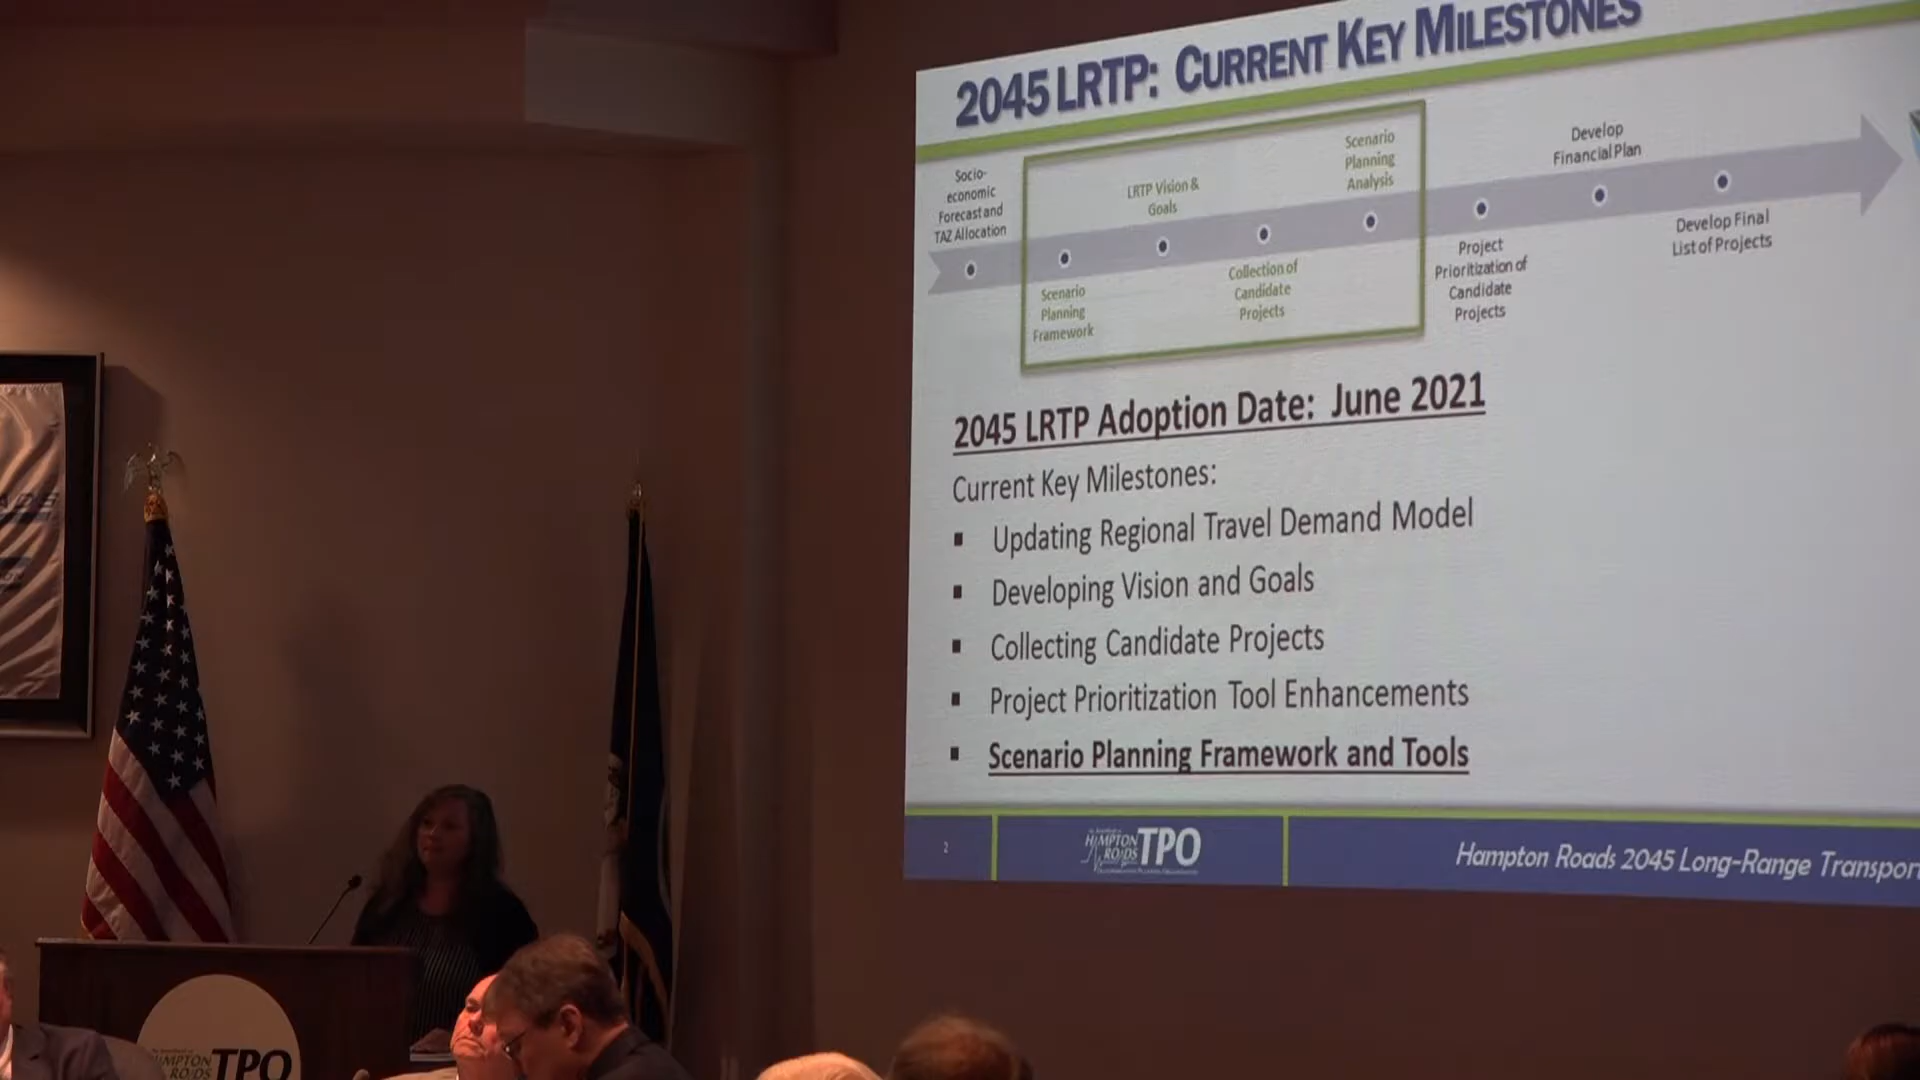 2045 LRTP: CURRENT KEY MILESTONES
Socio-
economic
Forecast and
TAZ Allocation
Scenario
Planning
Framework
LRTP Vision &
Goals
Collection of
Candidate
Projects
Scenario
Planning
Analysis
Project
Prioritization of
Candidate
Projects
Develop
Financial Plan
Develop Final
List of Projects
2045 LRTP Adoption Date: June 2021
Current Key Milestones:
▪ Updating Regional Travel Demand Model
▪ Developing Vision and Goals
▪ Collecting Candidate Projects
▪ Project Prioritization Tool Enhancements
▪ Scenario Planning Framework and Tools
2
HAMPTON
ROADS TPO
Hampton Roads 2045 Long-Range Transpor
HAMPTON
ROADS TPO